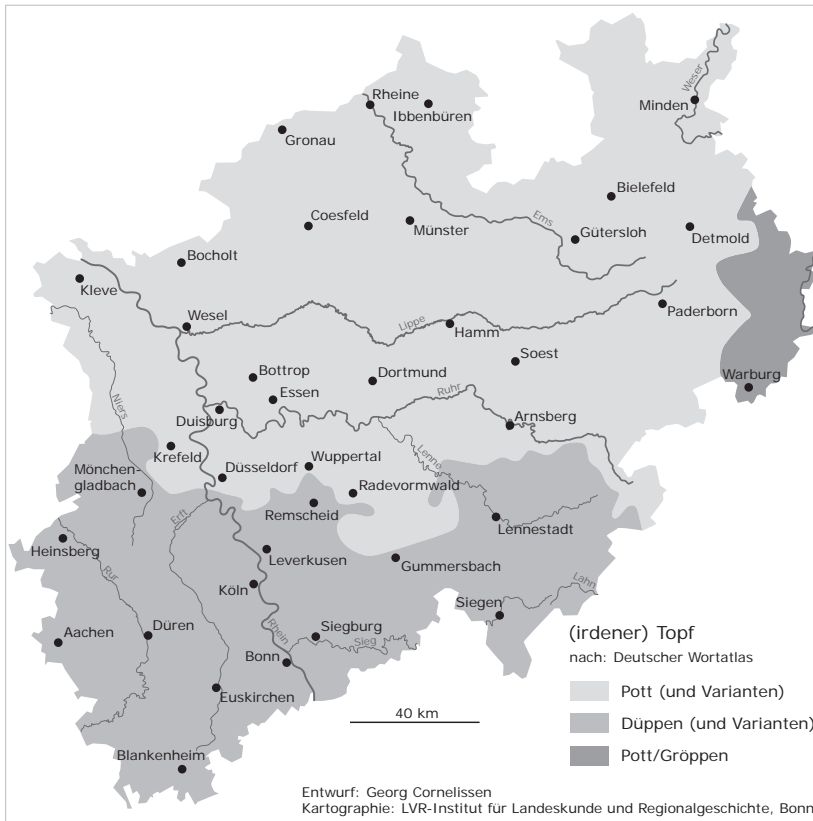 Rheine
Ibbenbüren
Weser
Minden
Gronau
Bielefeld
Coesfeld
Münster
Ems
Gütersloh
Detmold
Bocholt
Kleve
Paderborn
Wesel
Lippe
Hamm
Soest
Bottrop
Dortmund
Warburg
Essen
Ruhr
Niers
Duisburg
Arnsberg
Krefeld
Lenne
Düsseldorf
Wuppertal
Mönchen-
gladbach
Radevormwald
Remscheid
Erft
Lennestadt
Heinsberg
Leverkusen
Gummersbach
Rur
Köln
Lahn
Siegen
Aachen
Düren
Rhein
Siegburg
Sieg
Bonn
Euskirchen
Blankenheim
(irdener) Topf
nach: Deutscher Wortatlas
Pott (und Varianten)
Düppen (und Varianten)
Pott/Gröppen
40 km
Entwurf: Georg Cornelissen
Kartographie: LVR-Institut für Landeskunde und Regionalgeschichte, Bonn